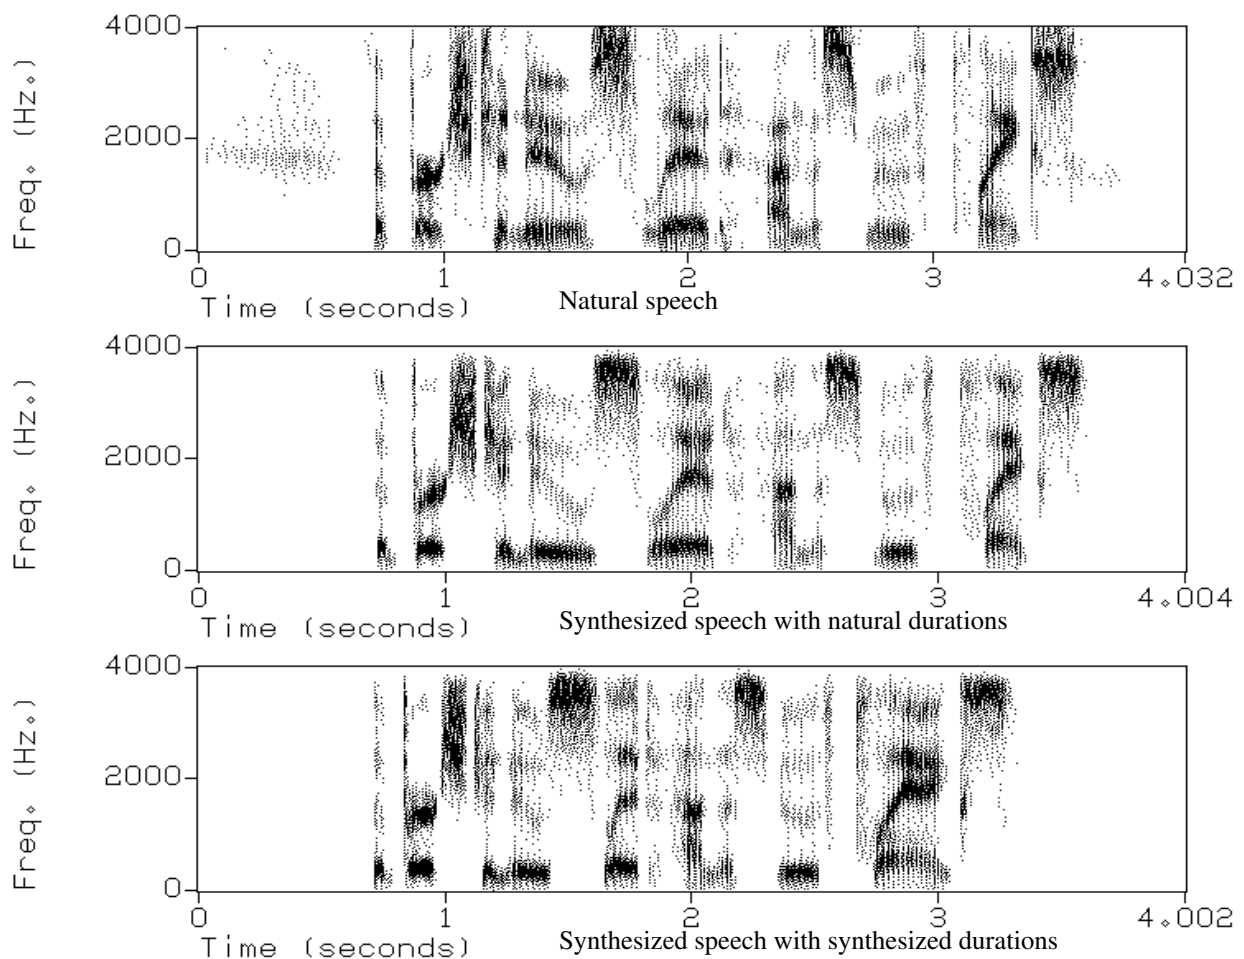 4000
2000
0
Freq. (Hz.)
0 1 2 3 4.032
Time (seconds)
Natural speech
4000
2000
0
Freq. (Hz.)
0 1 2 3 4.004
Time (seconds)
Synthesized speech with natural durations
4000
2000
0
Freq. (Hz.)
0 1 2 3 4.002
Time (seconds)
Synthesized speech with synthesized durations